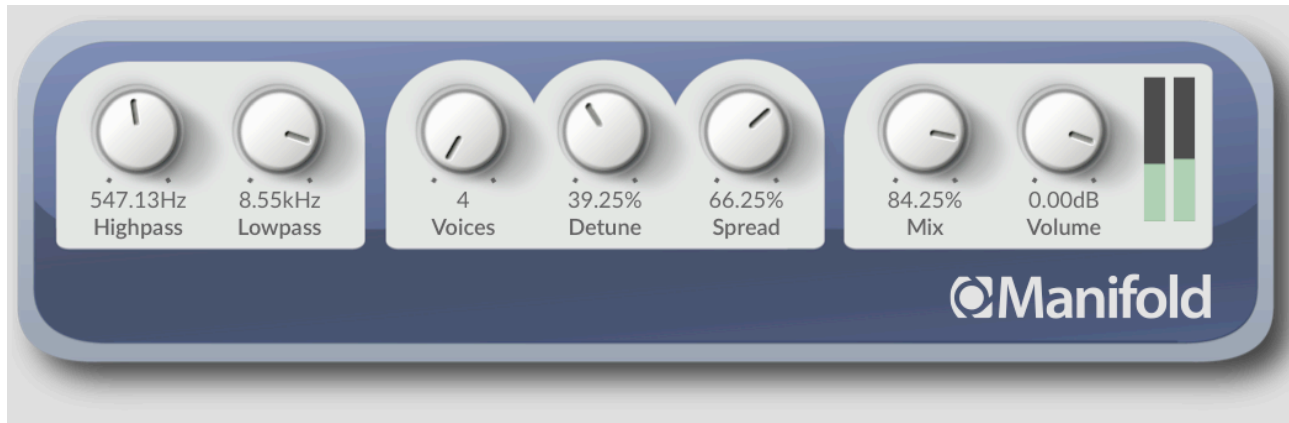 547.13Hz 8.55kHz 4 39.25% 66.25% 84.25% 0.00dB
Highpass Lowpass Voices Detune Spread Mix Volume
Manifold